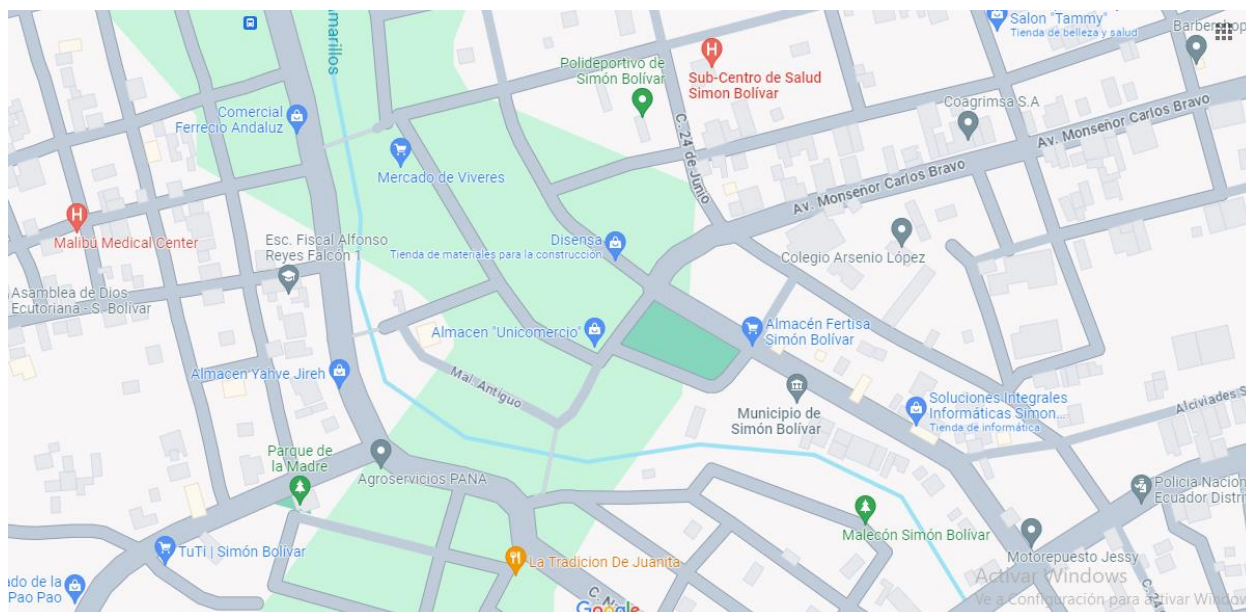 marillos
Salon "Tammy"
Tienda de belleza y salud
Barbershop
Polideportivo de
Simón Bolívar
Sub-Centro de Salud
Simon Bolívar
Comercial
Ferrecio Andaluz
Coagrimsa S.A
Av. Monseñor Carlos Bravo
C. 24 de Junio
Mercado de Viveres
Av. Monseñor Carlos Bravo
Malibú Medical Center
Esc. Fiscal Alfonso
Reyes Falcón 1
Disensa
Tienda de materiales para la construcción
Colegio Arsenio López
Asamblea de Dios
Ecutoriana - S. Bolívar
Almacen "Unicomercio"
Almacén Fertisa
Simón Bolívar
Almacen Yahve Jireh
Mal. Antiguo
Municipio de
Simón Bolívar
Soluciones Integrales
Informáticas Simon...
Tienda de informática
Alciviades S
Parque de
la Madre
Agroservicios PANA
Policia Nacion
Ecuador Distri
Malecón Simón Bolívar
TuTi | Simón Bolívar
La Tradicion De Juanita
Motorepuesto Jessy
ado de la
Pao Pao
C. N
Google
Activar Windows
Ve a Configuración para activar Window